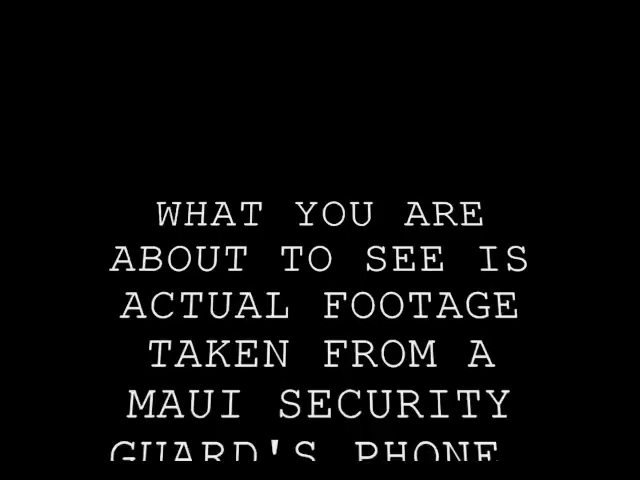 WHAT YOU ARE
ABOUT TO SEE IS
ACTUAL FOOTAGE
TAKEN FROM A
MAUI SECURITY
GUARD'S PHONE.